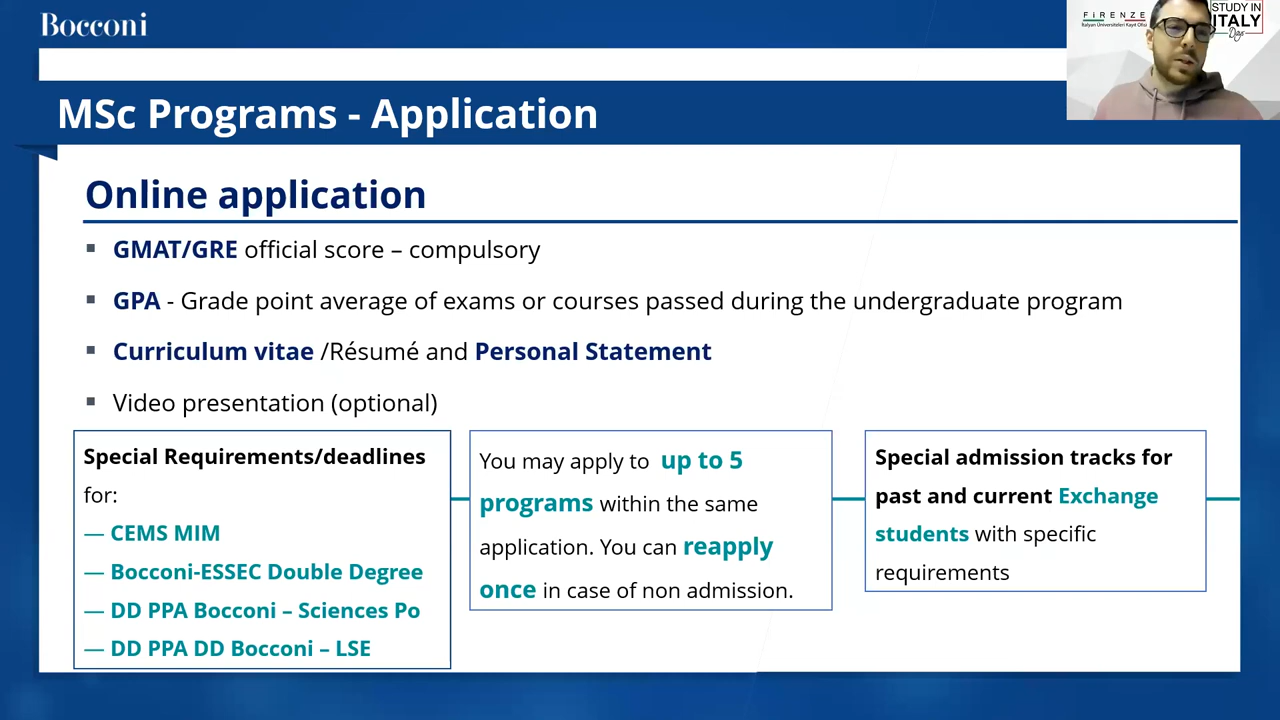 Bocconi
FIRENZE
İtalyan Üniversiteleri Kayıt Ofisi
STUDY IN
ITALY
Days
MSc Programs - Application
Online application
▪ GMAT/GRE official score – compulsory
▪ GPA - Grade point average of exams or courses passed during the undergraduate program
▪ Curriculum vitae /Résumé and Personal Statement
▪ Video presentation (optional)
Special Requirements/deadlines
for:
— CEMS MIM
— Bocconi-ESSEC Double Degree
— DD PPA Bocconi – Sciences Po
— DD PPA DD Bocconi – LSE
You may apply to up to 5
programs within the same
application. You can reapply
once in case of non admission.
Special admission tracks for
past and current Exchange
students with specific
requirements